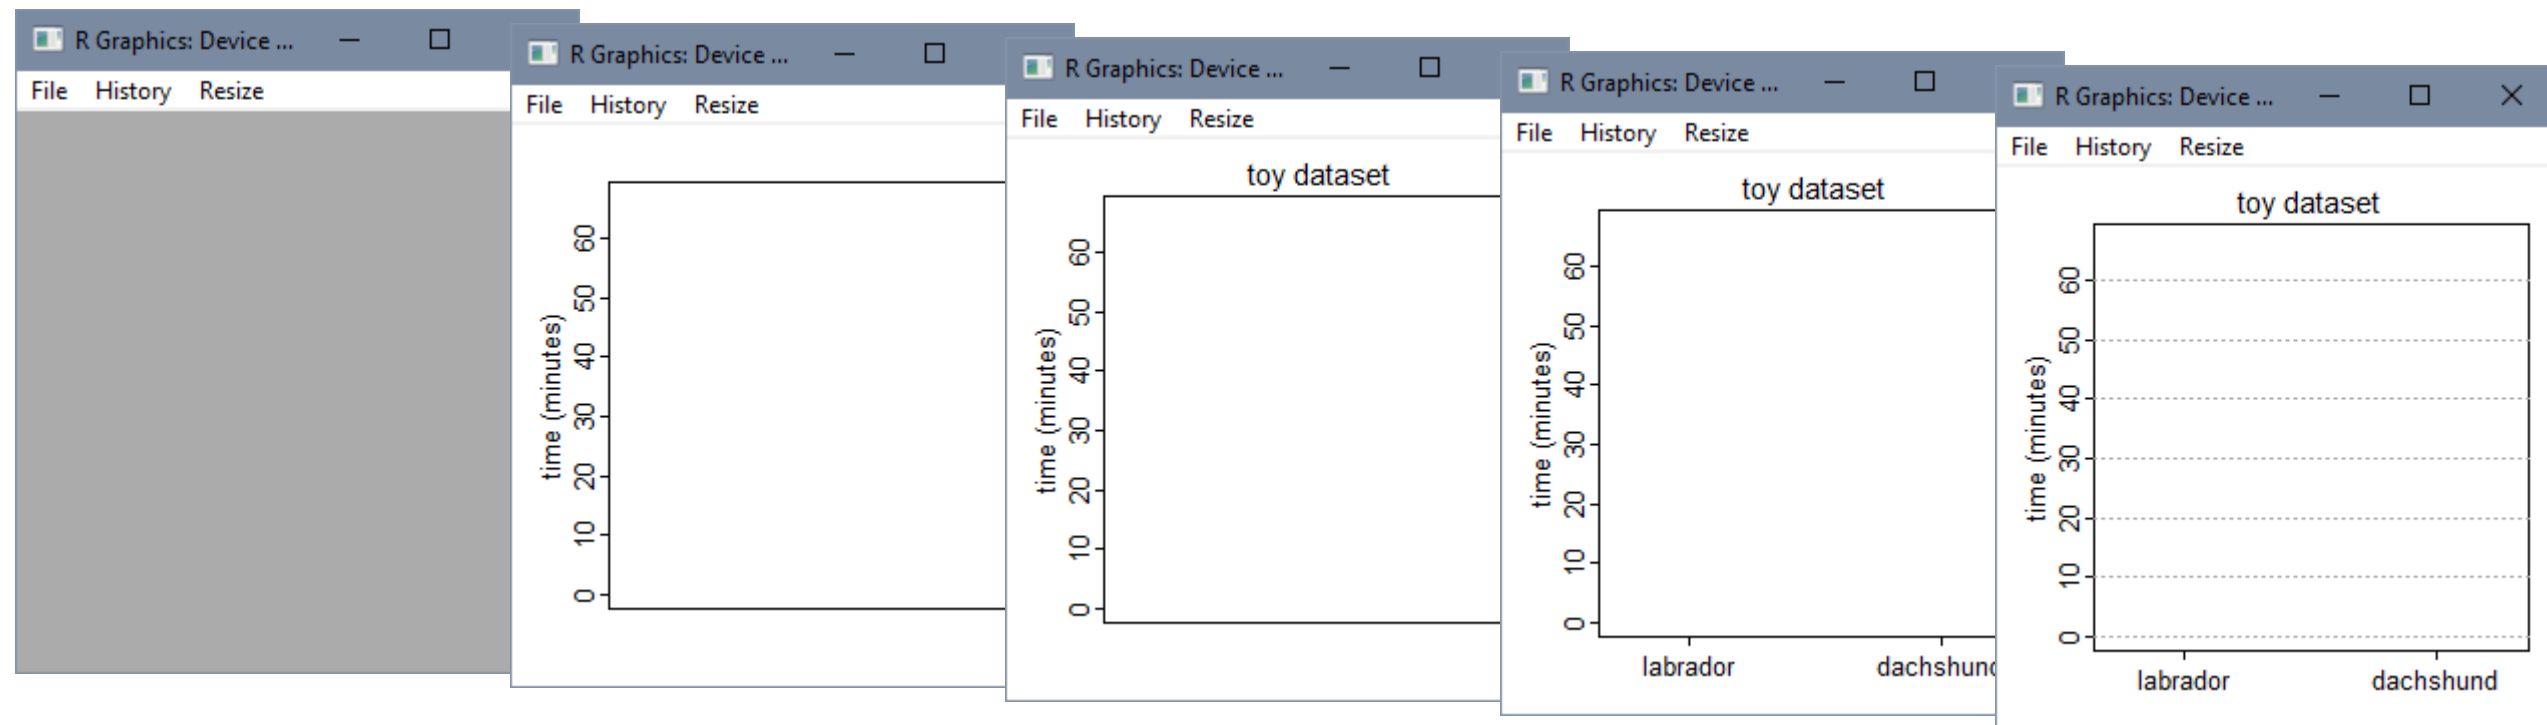 R Graphics: Device ...
File History Resize
R Graphics: Device ...
File History Resize
time (minutes)
60
50
40
30
20
10
0
R Graphics: Device ...
File History Resize
toy dataset
time (minutes)
60
50
40
30
20
10
0
R Graphics: Device ...
File History Resize
toy dataset
time (minutes)
60
50
40
30
20
10
0
labrador dachshund
R Graphics: Device ...
File History Resize
toy dataset
time (minutes)
60
50
40
30
20
10
0
labrador dachshund